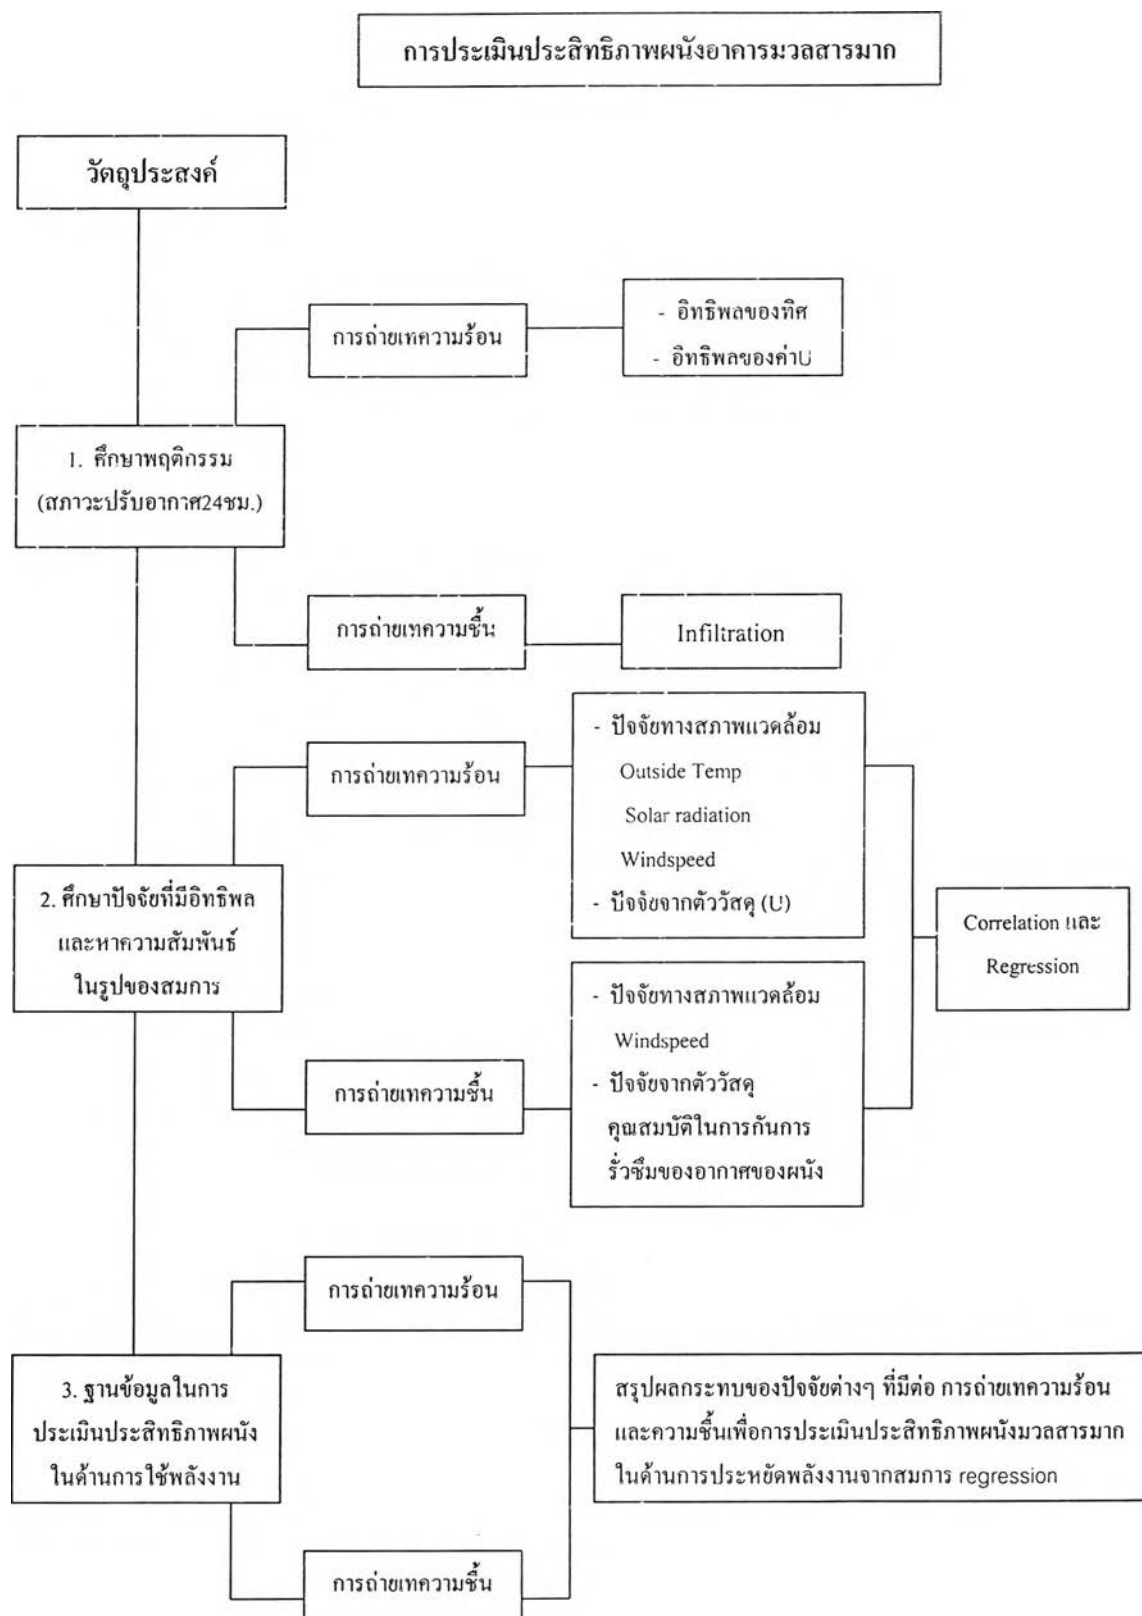 การประเมินประสิทธิภาพผนังอาคารมวลสารมาก
วัตถุประสงค์
การถ่ายเทความร้อน
- อิทธิพลของทิศ
- อิทธิพลของค่าU
1. ศึกษาพฤติกรรม
(สภาวะปรับอากาศ24ชม.)
การถ่ายเทความชื้น
Infiltration
การถ่ายเทความร้อน
- ปัจจัยทางสภาพแวดล้อม
Outside Temp
Solar radiation
Windspeed
- ปัจจัยจากตัววัสดุ (U)
2. ศึกษาปัจจัยที่มีอิทธิพล
และหาความสัมพันธ์
ในรูปของสมการ
Correlation และ
Regression
การถ่ายเทความชื้น
- ปัจจัยทางสภาพแวดล้อม
Windspeed
- ปัจจัยจากตัววัสดุ
คุณสมบัติในการกันการ
รั่วซึมของอากาศของผนัง
การถ่ายเทความร้อน
3. ฐานข้อมูลในการ
ประเมินประสิทธิภาพผนัง
ในด้านการใช้พลังงาน
สรุปผลกระทบของปัจจัยต่างๆ ที่มีต่อ การถ่ายเทความร้อน
และความชื้นเพื่อการประเมินประสิทธิภาพผนังมวลสารมาก
ในด้านการประหยัดพลังงานจากสมการ regression
การถ่ายเทความชื้น